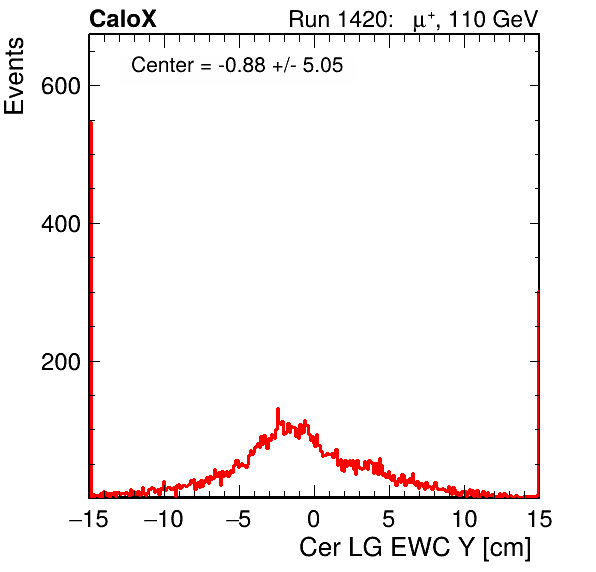 CaloX Run 1420: μ⁺, 110 GeV
Center = -0.88 +/- 5.05
Events
600
400
200
−15 −10 −5 0 5 10 15
Cer LG EWC Y [cm]